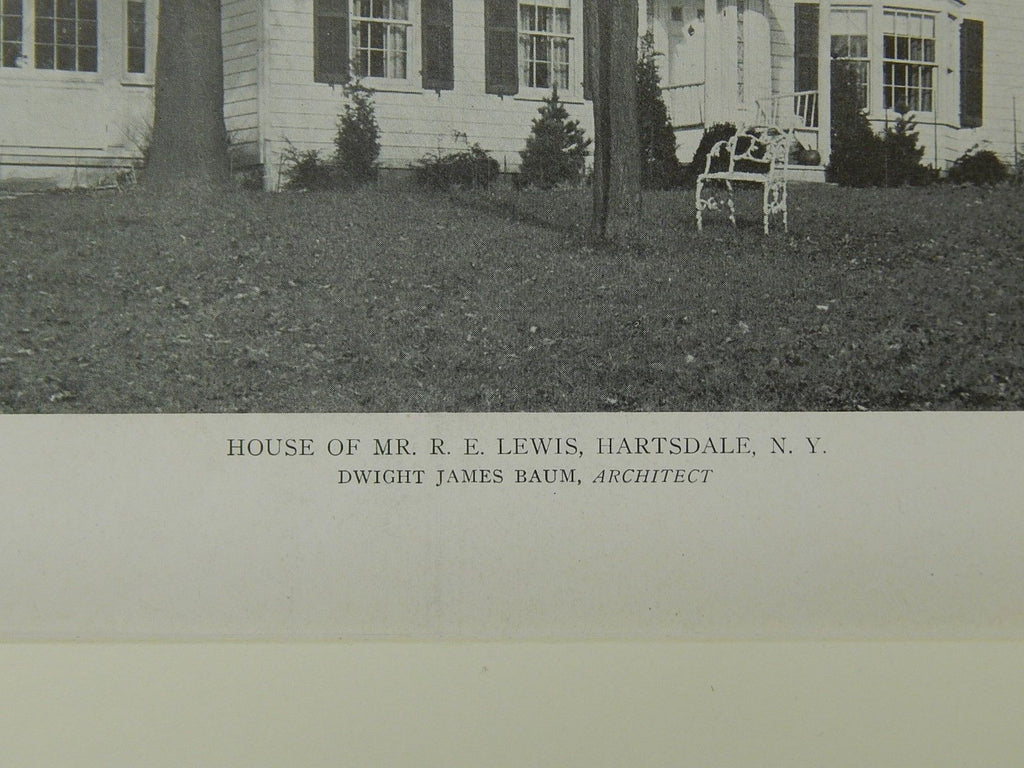 HOUSE OF MR. R. E. LEWIS, HARTSDALE, N. Y.
DWIGHT JAMES BAUM, ARCHITECT